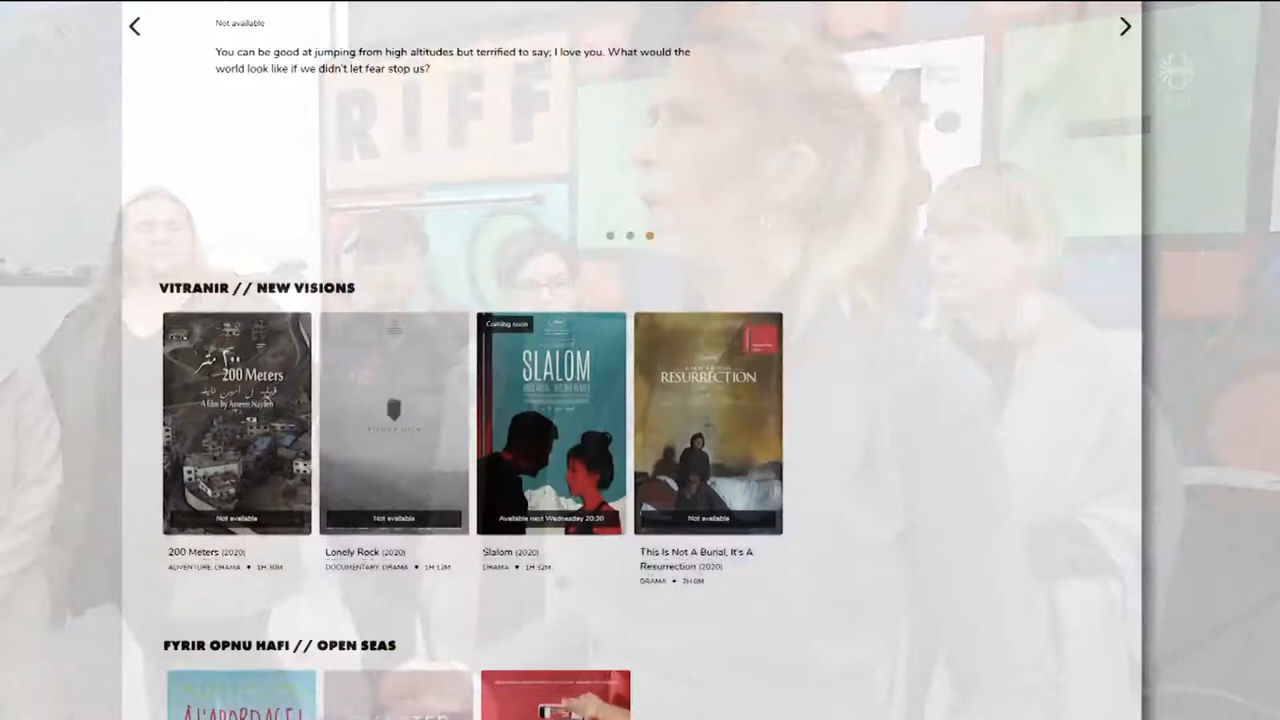 Not available
You can be good at jumping from high altitudes but terrified to say; I love you. What would the
world look like if we didn't let fear stop us?
RIFF
VITRANIR // NEW VISIONS
٢٠٠ متر
200 Meters
A film by Ameen Nayfeh
Not available
200 Meters (2020)
ADVENTURE, DRAMA • 1H 30M
Not available
Lonely Rock (2020)
DOCUMENTARY, DRAMA • 1H 12M
Coming soon
SLALOM
Available next Wednesday 20:30
Slalom (2020)
DRAMA • 1H 32M
RESURRECTION
Not available
This Is Not A Burial, It's A
Resurrection (2020)
DRAMA • 2H 0M
FYRIR OPNU HAFI // OPEN SEAS
À L'ABORDAGE!